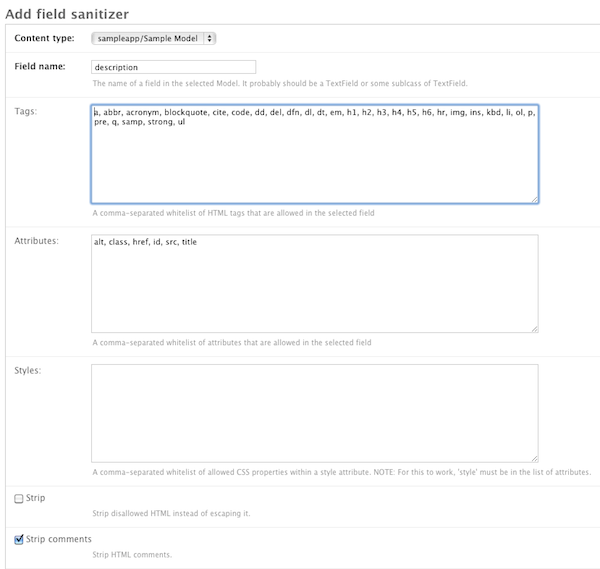 Add field sanitizer
Content type: sampleapp/Sample Model
Field name: description
The name of a field in the selected Model. It probably should be a TextField or some sublcass of TextField.
Tags: a, abbr, acronym, blockquote, cite, code, dd, del, dfn, dl, dt, em, h1, h2, h3, h4, h5, h6, hr, img, ins, kbd, li, ol, p,
pre, q, samp, strong, ul
A comma-separated whitelist of HTML tags that are allowed in the selected field
Attributes: alt, class, href, id, src, title
A comma-separated whitelist of attributes that are allowed in the selected field
Styles:
A comma-separated whitelist of allowed CSS properties within a style attribute. NOTE: For this to work, 'style' must be in the list of attributes.
Strip
Strip disallowed HTML instead of escaping it.
Strip comments
Strip HTML comments.